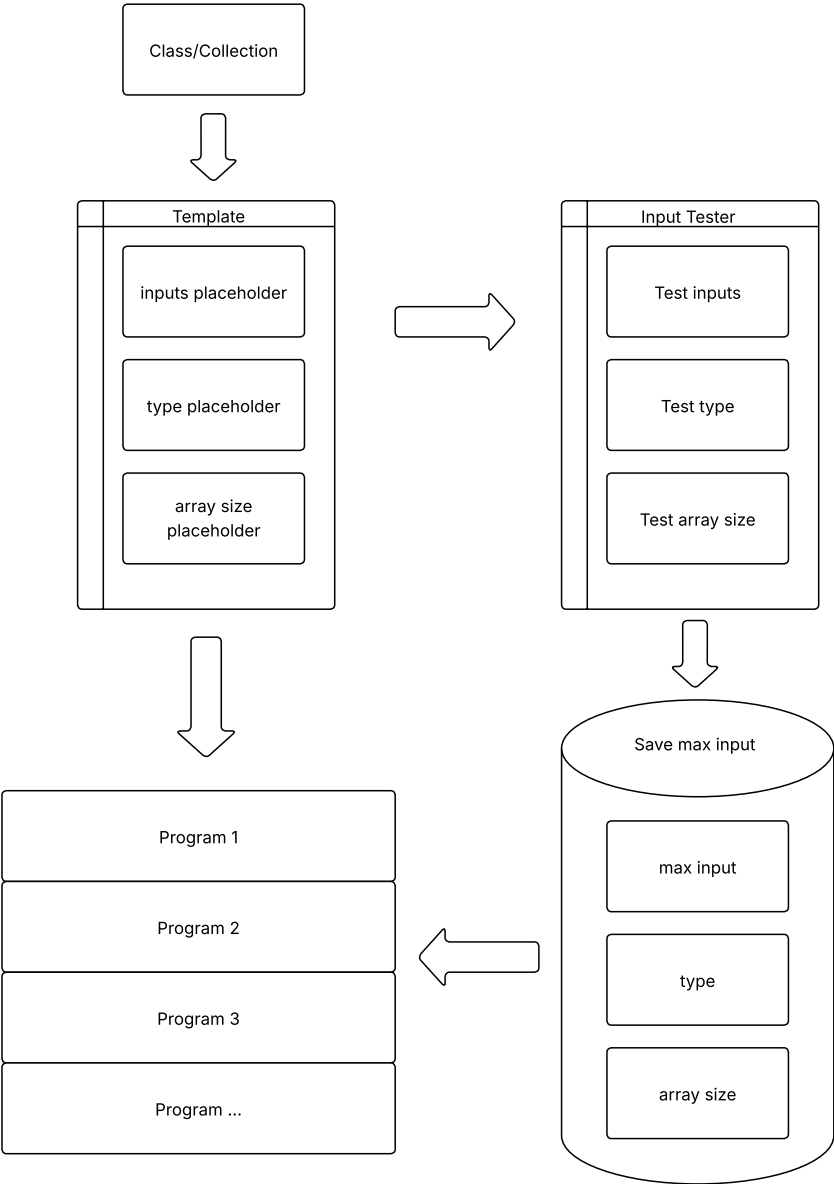 Class/Collection
Template
inputs placeholder
type placeholder
array size
placeholder
Input Tester
Test inputs
Test type
Test array size
Save max input
max input
type
array size
Program 1
Program 2
Program 3
Program ...